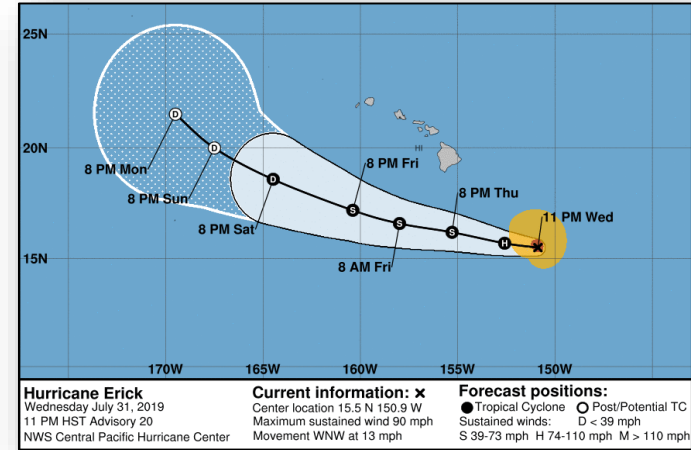 25N
20N
15N
HI
D
8 PM Mon
D
8 PM Sun
D
8 PM Sat
S
8 PM Fri
S
8 AM Fri
S
8 PM Thu
H
11 PM Wed
170W
165W
160W
155W
150W
Hurricane Erick
Wednesday July 31, 2019
11 PM HST Advisory 20
NWS Central Pacific Hurricane Center
Current information: ×
Center location 15.5 N 150.9 W
Maximum sustained wind 90 mph
Movement WNW at 13 mph
Forecast positions:
Tropical Cyclone Post/Potential TC
Sustained winds: D < 39 mph
S 39-73 mph H 74-110 mph M > 110 mph